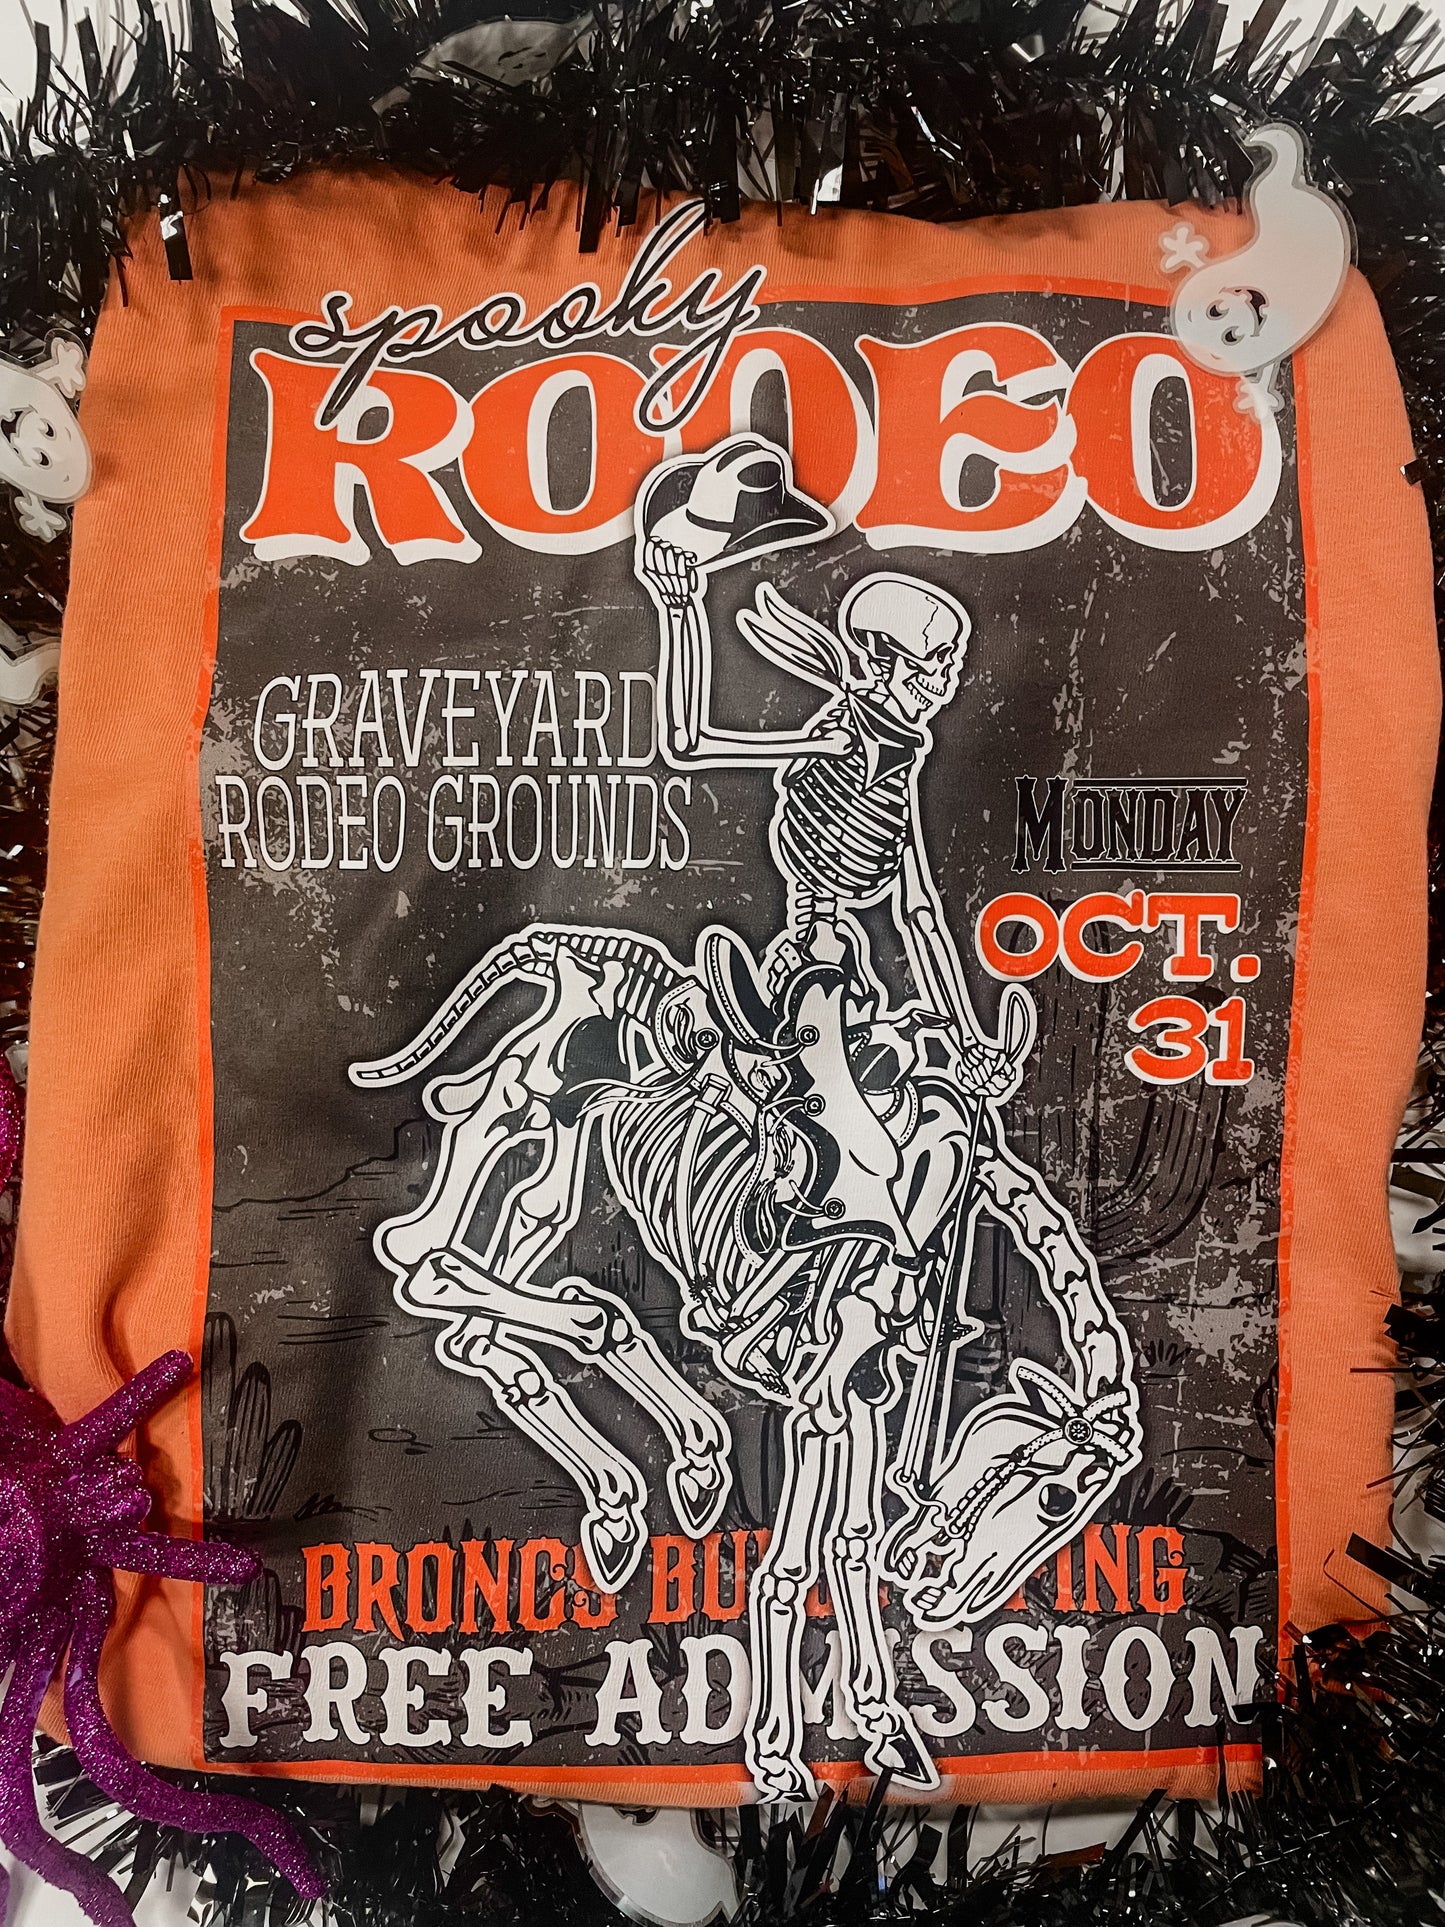 spooky
RODEO
GRAVEYARD
RODEO GROUNDS
MONDAY
OCT.
31
BRONCS
FREE ADMISSION